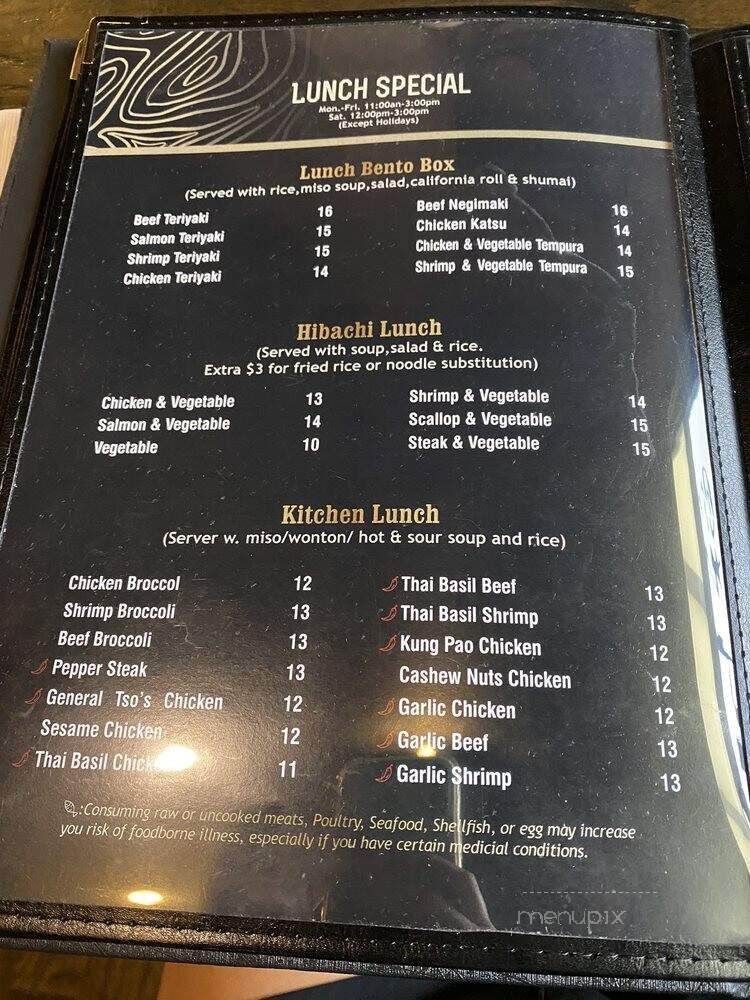 LUNCH SPECIAL
Mon.-Fri. 11:00an-3:00pm
Sat. 12:00pm-3:00pm
(Except Holidays)
Lunch Bento Box
(Served with rice,miso soup,salad,california roll & shumai)
Beef Teriyaki 16
Salmon Teriyaki 15
Shrimp Teriyaki 15
Chicken Teriyaki 14
Beef Negimaki 16
Chicken Katsu 14
Chicken & Vegetable Tempura 14
Shrimp & Vegetable Tempura 15
Hibachi Lunch
(Served with soup,salad & rice.
Extra $3 for fried rice or noodle substitution)
Chicken & Vegetable 13
Salmon & Vegetable 14
Vegetable 10
Shrimp & Vegetable 14
Scallop & Vegetable 15
Steak & Vegetable 15
Kitchen Lunch
(Server w. miso/wonton/ hot & sour soup and rice)
Chicken Broccol 12
Shrimp Broccoli 13
Beef Broccoli 13
Pepper Steak 13
General Tso's Chicken 12
Sesame Chicken 12
Thai Basil Chicken 11
Thai Basil Beef 13
Thai Basil Shrimp 13
Kung Pao Chicken 12
Cashew Nuts Chicken 12
Garlic Chicken 12
Garlic Beef 13
Garlic Shrimp 13
:Consuming raw or uncooked meats, Poultry, Seafood, Shellfish, or egg may increase
you risk of foodborne illness, especially if you have certain medicial conditions.
menupix